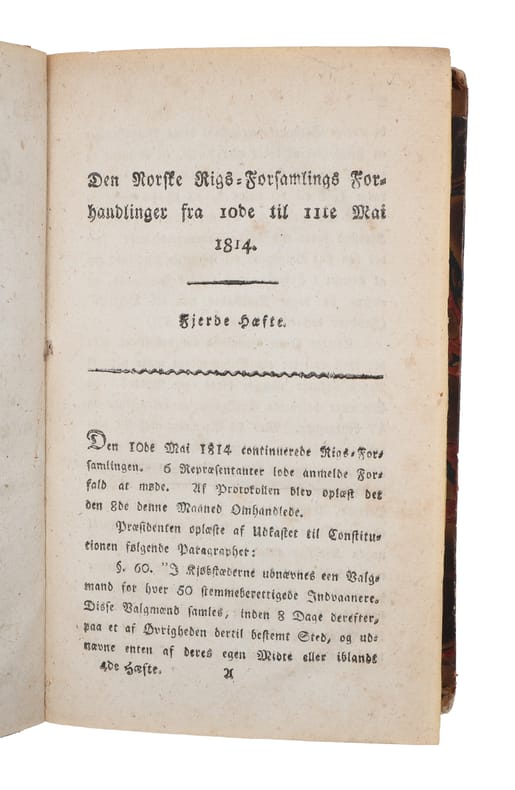 Den Norske Rigs-Forsamlings For-
handlinger fra 10de til 11te Mai
1814.
Fjerde Hæfte.
Den 10de Mai 1814 continuerede Rigs-For-
samlingen. 6 Repræsentanter lode anmelde For-
fald at møde. Af Protokollen blev oplæst det
den 8de denne Maaned Omhandlede.
Præsidenten oplæste af Udkastet til Constitu-
tionen følgende Paragrapher:
§. 60. "I Kjøbstæderne udnævnes een Valg-
mand for hver 50 stemmeberettigede Indvaanere.
Disse Valgmænd samles, inden 8 Dage derefter,
paa et af Øvrigheden dertil bestemt Sted, og ud-
nævne enten af deres egen Midte eller iblands
4de Hæfte. A